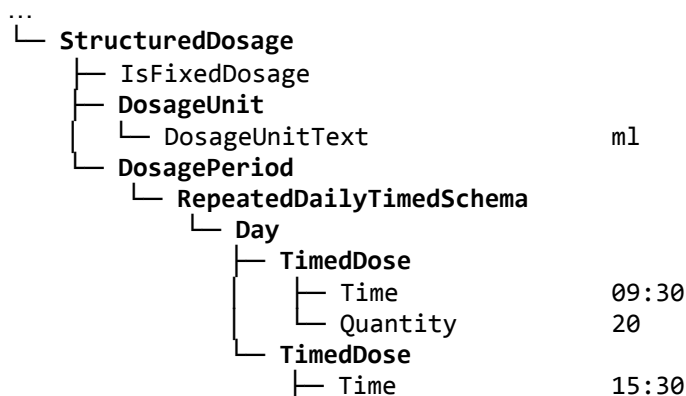 ...
StructuredDosage
IsFixedDosage
DosageUnit
DosageUnitText ml
DosagePeriod
RepeatedDailyTimedSchema
Day
TimedDose
Time 09:30
Quantity 20
TimedDose
Time 15:30